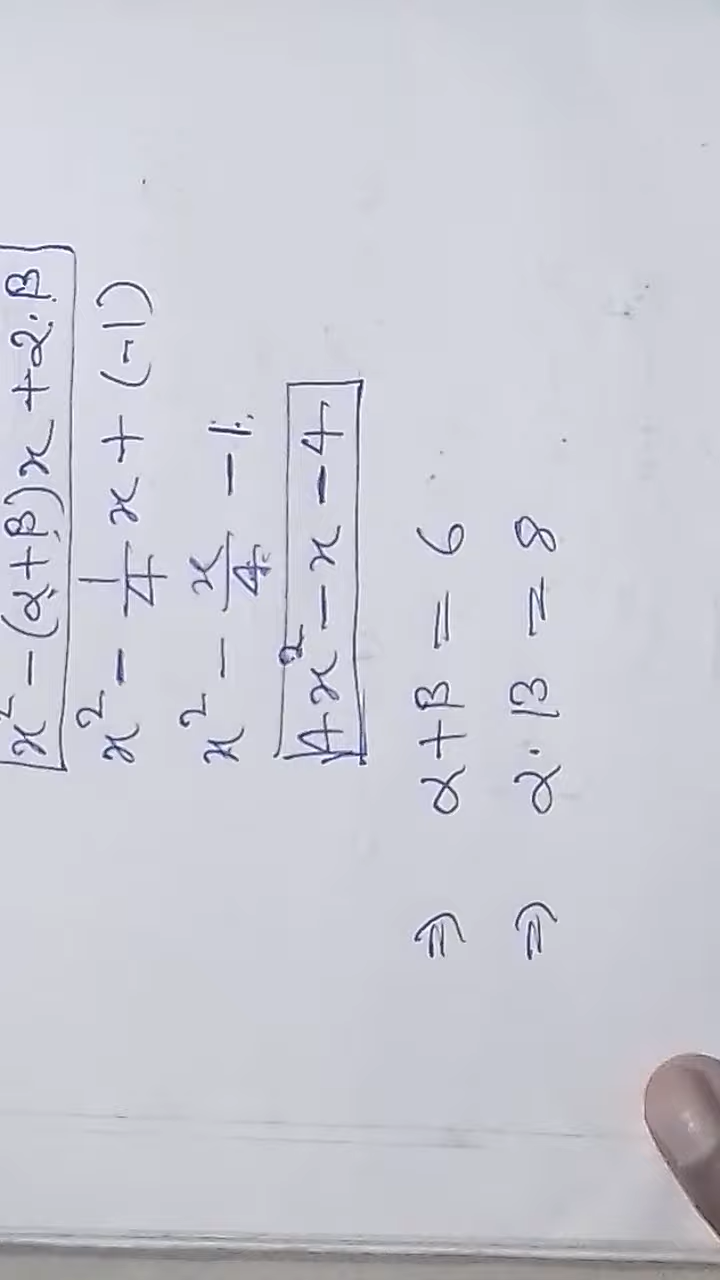 x² - (α+β)x + α.β
x² - 1/4 x + (-1)
x² - x/4 - 1
4x² - x - 4
⇒ α+β = 6
⇒ α.β = 8